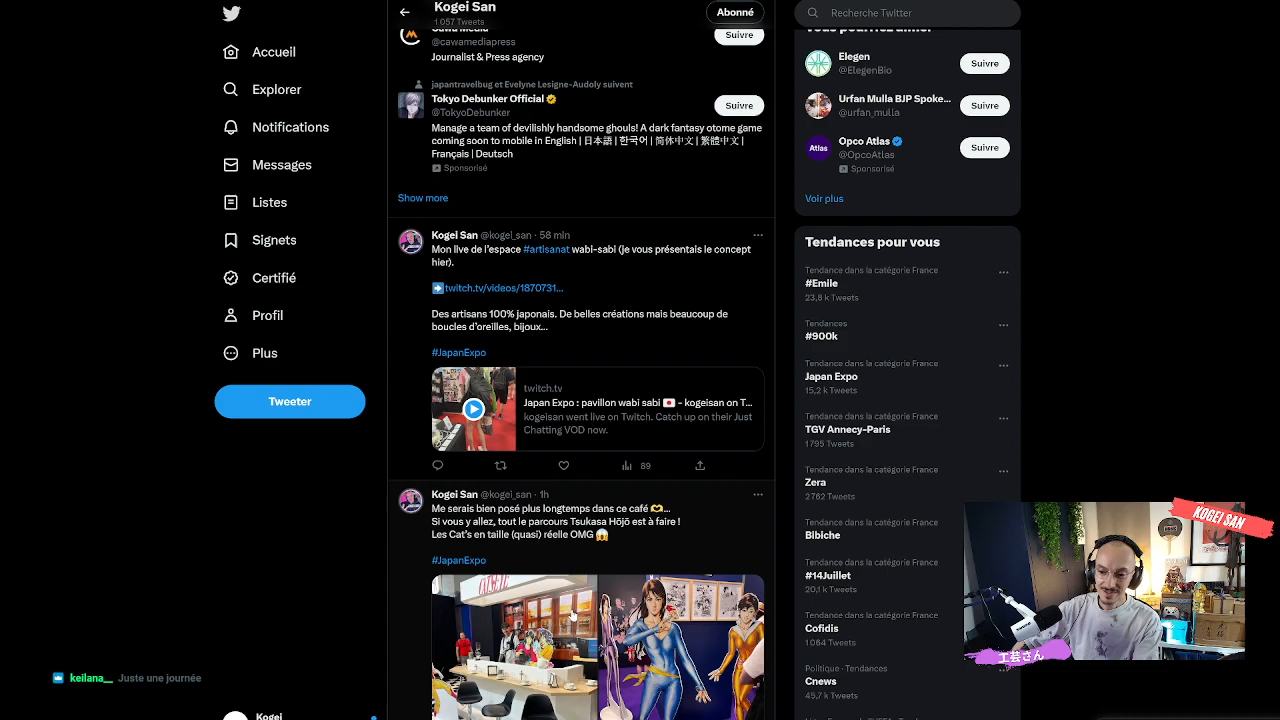 Accueil
Explorer
Notifications
Messages
Listes
Signets
Certifié
Profil
Plus
Tweeter
keilana__ Juste une journée
Kogei
Kogei San
1 057 Tweets
Abonné
@cawamediapress
Suivre
Journalist & Press agency
japantravelbug et Evelyne Lesigne-Audoly suivent
Tokyo Debunker Official
@TokyoDebunker
Suivre
Manage a team of devilishly handsome ghouls! A dark fantasy otome game
coming soon to mobile in English | 日本語 | 한국어 | 简体中文 | 繁體中文 |
Français | Deutsch
Sponsorisé
Show more
Kogei San @kogei_san · 58 min
Mon live de l'espace #artisanat wabi-sabi (je vous présentais le concept
hier).
➡twitch.tv/videos/1870731…
Des artisans 100% japonais. De belles créations mais beaucoup de
boucles d'oreilles, bijoux...
#JapanExpo
twitch.tv
Japan Expo : pavillon wabi sabi 🇯🇵 - kogeisan on T...
kogeisan went live on Twitch. Catch up on their Just
Chatting VOD now.
89
Kogei San @kogei_san · 1h
Me serais bien posé plus longtemps dans ce café 🫶...
Si vous y allez, tout le parcours Tsukasa Hōjō est à faire !
Les Cat's en taille (quasi) réelle OMG 😱
#JapanExpo
Recherche Twitter
Vous pourriez aimer
Elegen
@ElegenBio
Suivre
Urfan Mulla BJP Spoke...
@urfan_mulla
Suivre
Atlas
Opco Atlas
@OpcoAtlas
Suivre
Sponsorisé
Voir plus
Tendances pour vous
Tendance dans la catégorie France
#Emile
23,8 k Tweets
Tendances
#900k
Tendance dans la catégorie France
Japan Expo
15,2 k Tweets
Tendance dans la catégorie France
TGV Annecy-Paris
1 795 Tweets
Tendance dans la catégorie France
Zera
2 762 Tweets
Tendance dans la catégorie France
Bibiche
Tendance dans la catégorie France
#14Juillet
20,1 k Tweets
Tendance dans la catégorie France
Cofidis
1 064 Tweets
Politique · Tendances
Cnews
45,7 k Tweets
KOGEI SAN
工芸さん